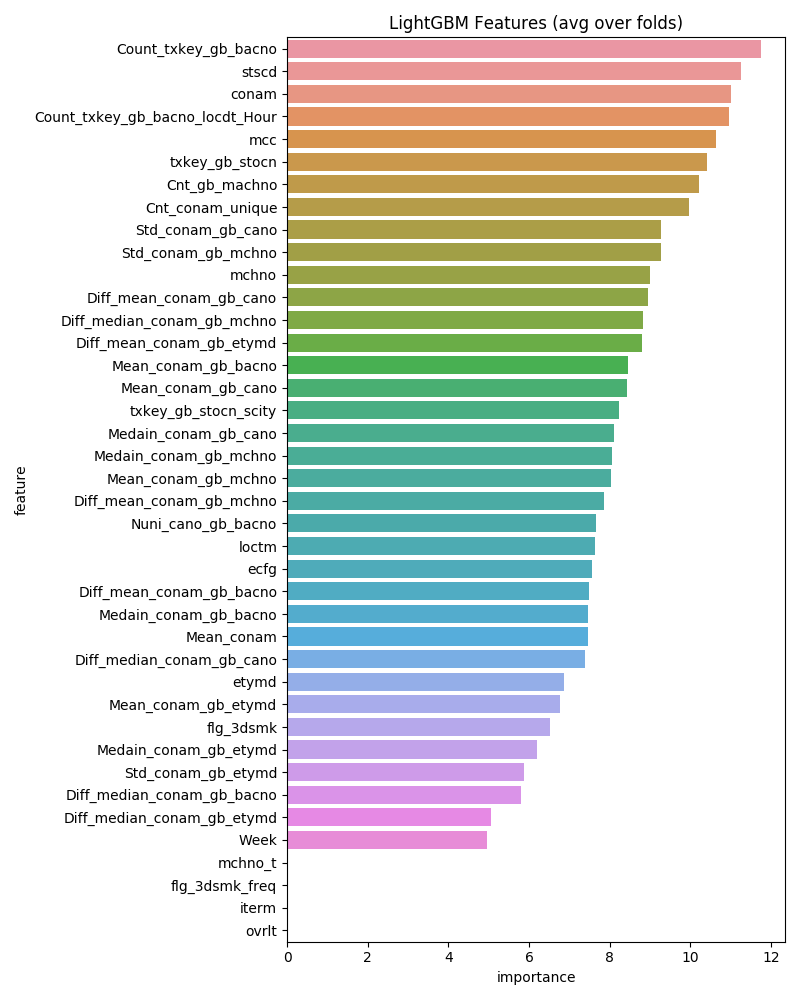 LightGBM Features (avg over folds)
Count_txkey_gb_bacno
stscd
conam
Count_txkey_gb_bacno_locdt_Hour
mcc
txkey_gb_stocn
Cnt_gb_machno
Cnt_conam_unique
Std_conam_gb_cano
Std_conam_gb_mchno
mchno
Diff_mean_conam_gb_cano
Diff_median_conam_gb_mchno
Diff_mean_conam_gb_etymd
Mean_conam_gb_bacno
Mean_conam_gb_cano
txkey_gb_stocn_scity
Medain_conam_gb_cano
Medain_conam_gb_mchno
Mean_conam_gb_mchno
Diff_mean_conam_gb_mchno
Nuni_cano_gb_bacno
loctm
ecfg
Diff_mean_conam_gb_bacno
Medain_conam_gb_bacno
Mean_conam
Diff_median_conam_gb_cano
etymd
Mean_conam_gb_etymd
flg_3dsmk
Medain_conam_gb_etymd
Std_conam_gb_etymd
Diff_median_conam_gb_bacno
Diff_median_conam_gb_etymd
Week
mchno_t
flg_3dsmk_freq
iterm
ovrlt
feature
0 2 4 6 8 10 12
importance